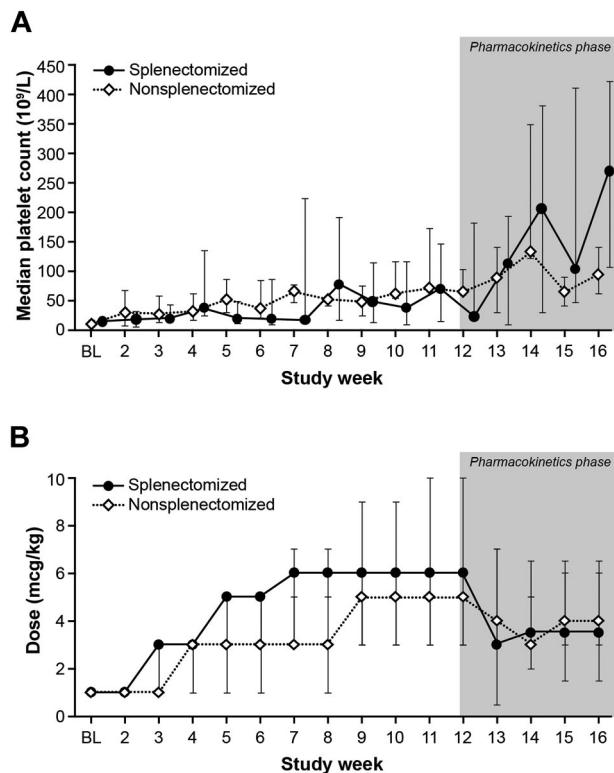 A
Pharmacokinetics phase
Splenectomized
Nonsplenectomized
Median platelet count (10⁹/L)
450
400
350
300
250
200
150
100
50
0
BL 2 3 4 5 6 7 8 9 10 11 12 13 14 15 16
Study week
B
Pharmacokinetics phase
Splenectomized
Nonsplenectomized
Dose (mcg/kg)
10
8
6
4
2
0
BL 2 3 4 5 6 7 8 9 10 11 12 13 14 15 16
Study week